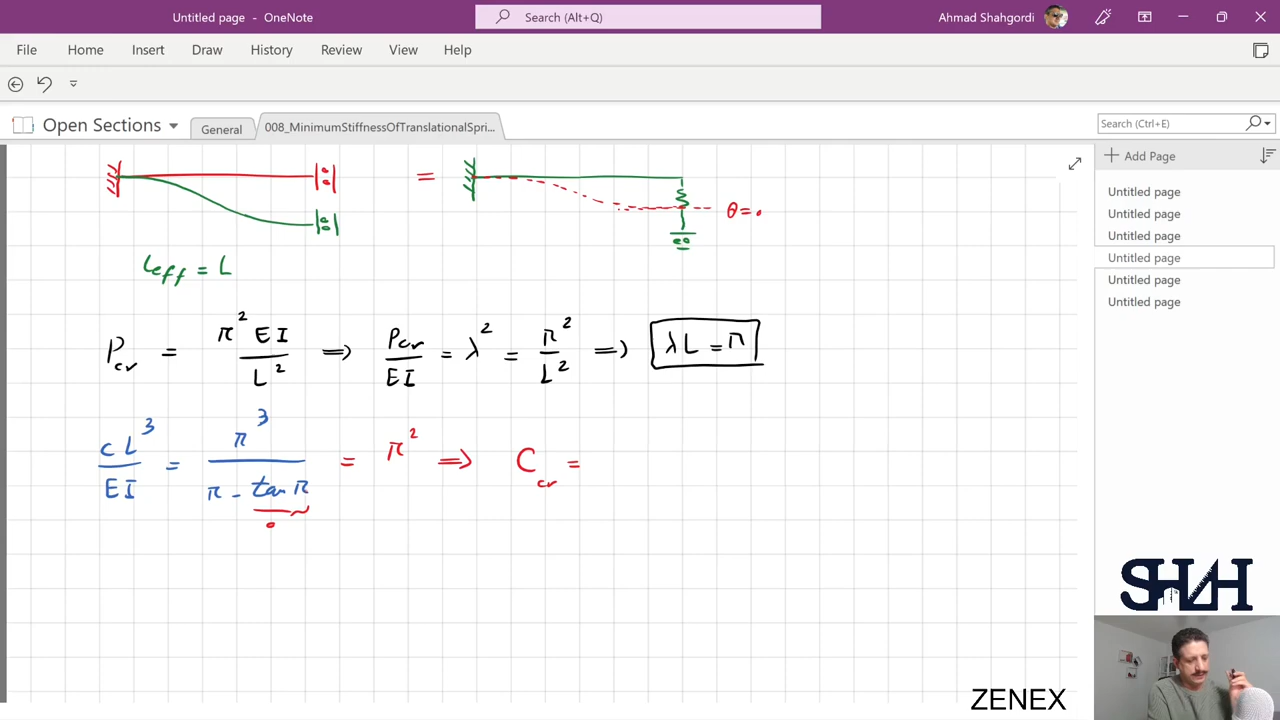 Untitled page - OneNote
Search (Alt+Q)
Ahmad Shahgordi
File Home Insert Draw History Review View Help
Open Sections General 008_MinimumStiffnessOfTranslationalSpri...
Search (Ctrl+E)
Add Page
Untitled page
Untitled page
Untitled page
Untitled page
Untitled page
Untitled page
=
θ = 0
Leff = L
Pcr = π² EI / L² ⟹ Pcr / EI = λ² = π² / L² ⟹ λL = π
cL³ / EI = π³ / (π - tan π) = π² ⟹ Ccr =
0
SHAH
ZENEX